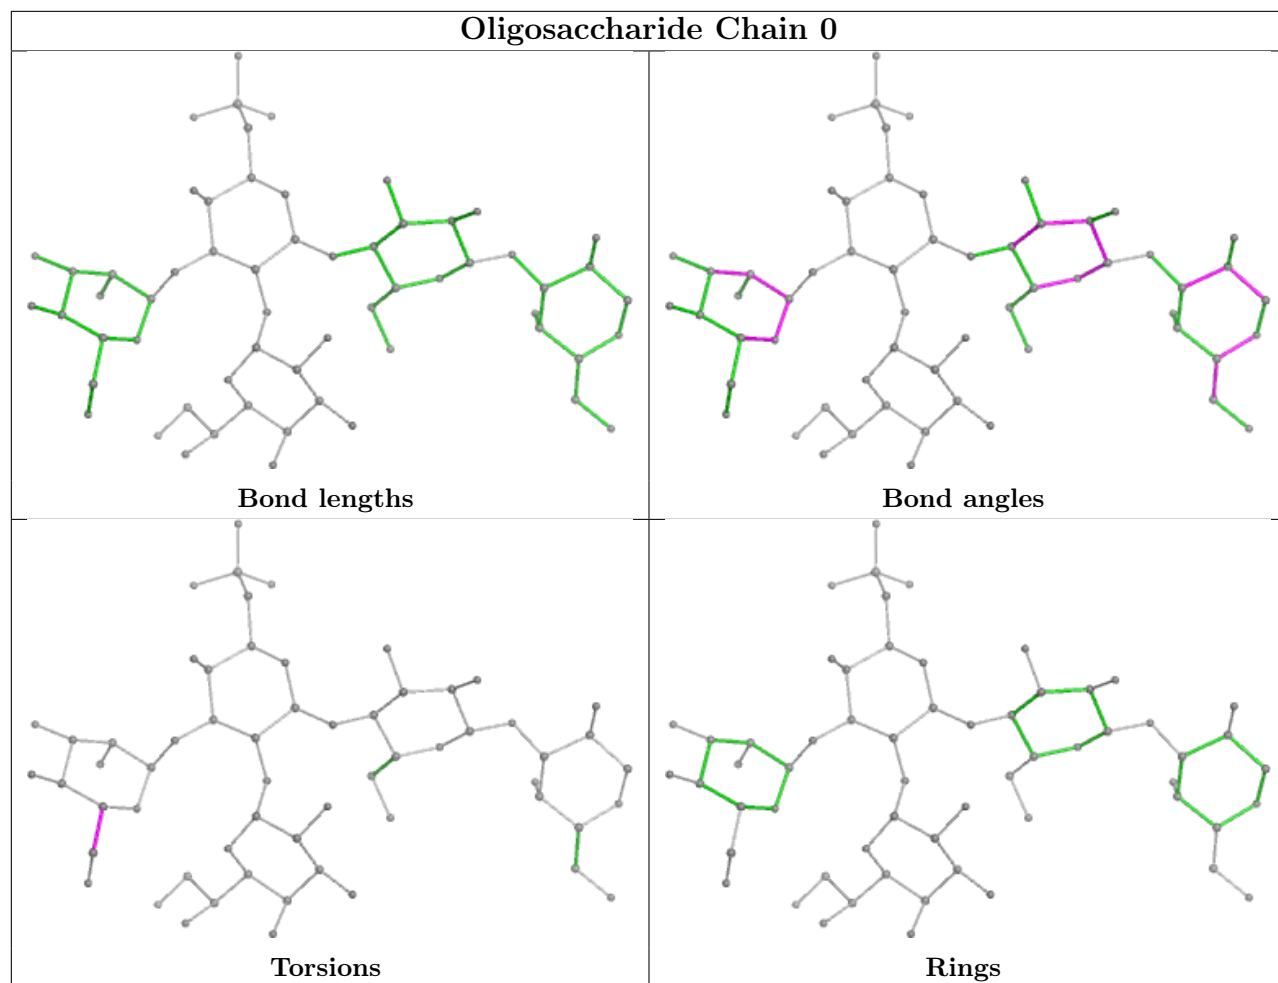 Oligosaccharide Chain 0
Bond lengths
Bond angles
Torsions
Rings